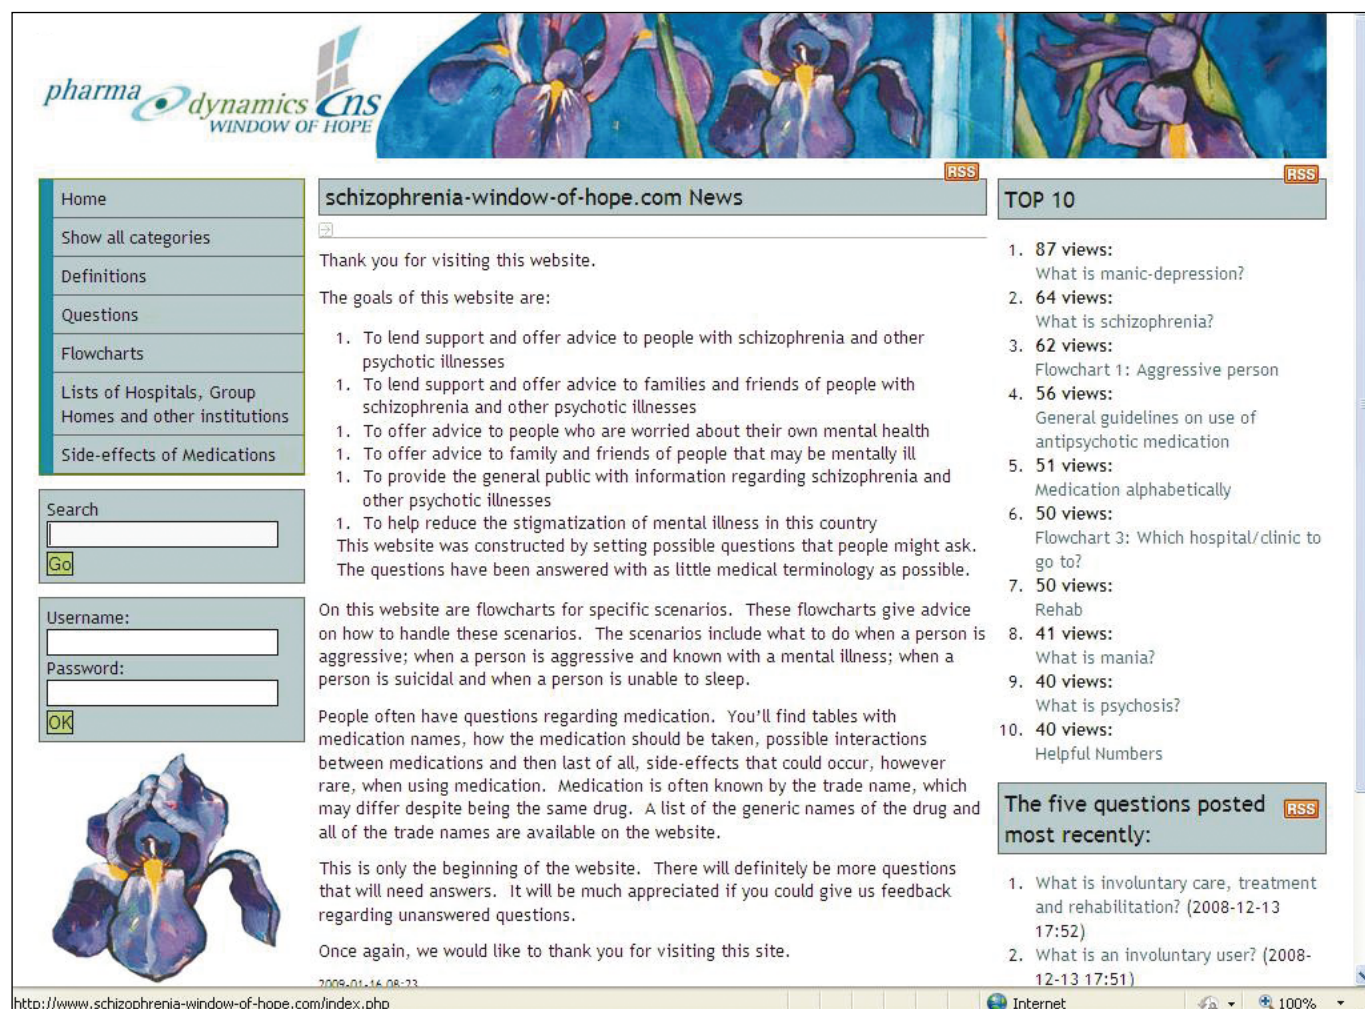 pharma dynamics cns
WINDOW OF HOPE
Home
Show all categories
Definitions
Questions
Flowcharts
Lists of Hospitals, Group
Homes and other institutions
Side-effects of Medications
Search
Go
Username:
Password:
OK
RSS
schizophrenia-window-of-hope.com News
Thank you for visiting this website.
The goals of this website are:
1. To lend support and offer advice to people with schizophrenia and other
psychotic illnesses
1. To lend support and offer advice to families and friends of people with
schizophrenia and other psychotic illnesses
1. To offer advice to people who are worried about their own mental health
1. To offer advice to family and friends of people that may be mentally ill
1. To provide the general public with information regarding schizophrenia and
other psychotic illnesses
1. To help reduce the stigmatization of mental illness in this country
This website was constructed by setting possible questions that people might ask.
The questions have been answered with as little medical terminology as possible.
On this website are flowcharts for specific scenarios. These flowcharts give advice
on how to handle these scenarios. The scenarios include what to do when a person is
aggressive; when a person is aggressive and known with a mental illness; when a
person is suicidal and when a person is unable to sleep.
People often have questions regarding medication. You'll find tables with
medication names, how the medication should be taken, possible interactions
between medications and then last of all, side-effects that could occur, however
rare, when using medication. Medication is often known by the trade name, which
may differ despite being the same drug. A list of the generic names of the drug and
all of the trade names are available on the website.
This is only the beginning of the website. There will definitely be more questions
that will need answers. It will be much appreciated if you could give us feedback
regarding unanswered questions.
Once again, we would like to thank you for visiting this site.
2009-01-16 08:23
RSS
TOP 10
1. 87 views:
What is manic-depression?
2. 64 views:
What is schizophrenia?
3. 62 views:
Flowchart 1: Aggressive person
4. 56 views:
General guidelines on use of
antipsychotic medication
5. 51 views:
Medication alphabetically
6. 50 views:
Flowchart 3: Which hospital/clinic to
go to?
7. 50 views:
Rehab
8. 41 views:
What is mania?
9. 40 views:
What is psychosis?
10. 40 views:
Helpful Numbers
The five questions posted RSS
most recently:
1. What is involuntary care, treatment
and rehabilitation? (2008-12-13
17:52)
2. What is an involuntary user? (2008-
12-13 17:51)
http://www.schizophrenia-window-of-hope.com/index.php
Internet
100%